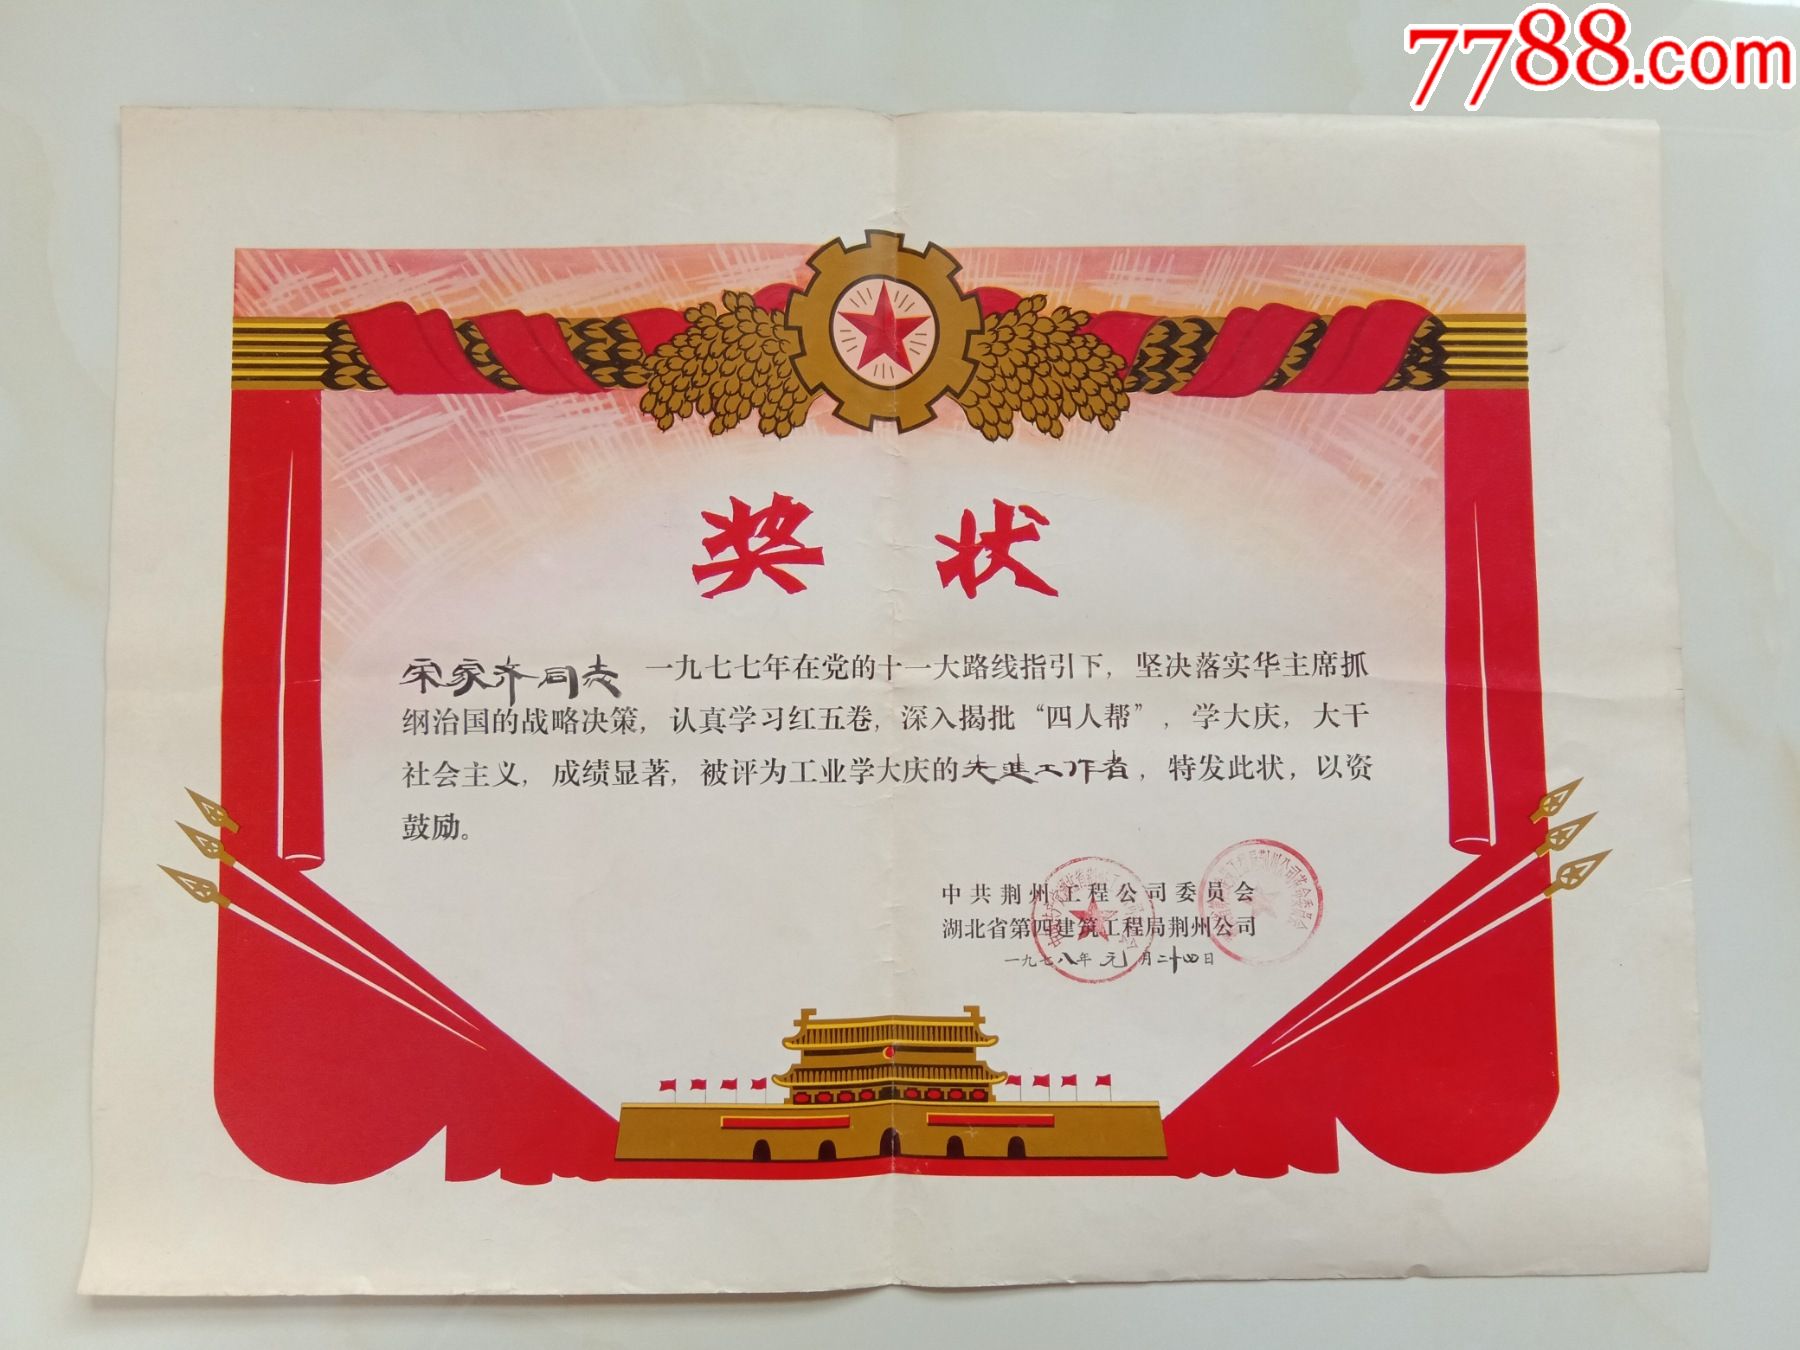 7788.com
奖状
宋家齐同志 一九七七年在党的十一大路线指引下，坚决落实华主席抓
纲治国的战略决策，认真学习红五卷，深入揭批“四人帮”，学大庆，大干
社会主义，成绩显著，被评为工业学大庆的先進工作者，特发此状，以资
鼓励。
中共荆州工程公司委员会
湖北省第四建筑工程局荆州公司
一九七八年元月二十四日